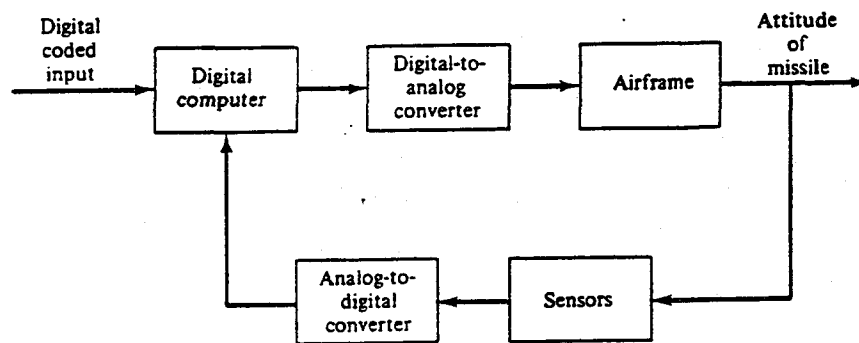 Digital
coded
input
Digital
computer
Digital-to-
analog
converter
Airframe
Attitude
of
missile
Analog-to-
digital
converter
Sensors